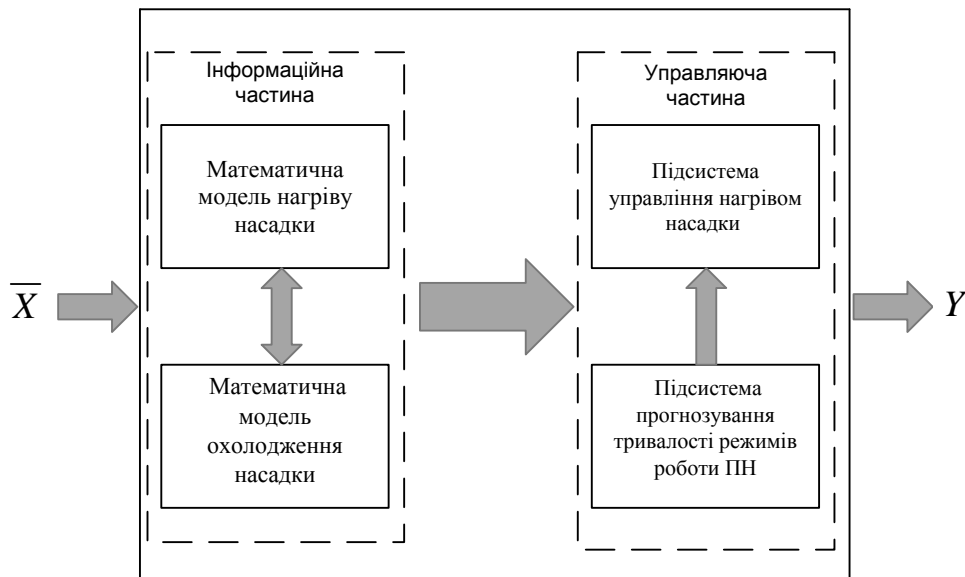 Інформаційна
частина
Математична
модель нагріву
насадки
Математична
модель
охолодження
насадки
Управляюча
частина
Підсистема
управління нагрівом
насадки
Підсистема
прогнозування
тривалості режимів
роботи ПН
X̅
Y